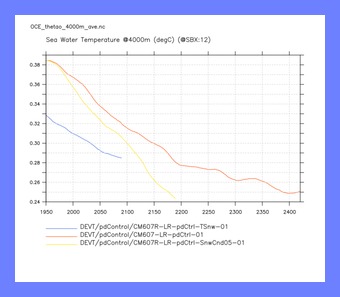 OCE_thetao_4000m_ave.nc
Sea Water Temperature @4000m (degC) (@SBX:12)
0.38
0.36
0.34
0.32
0.30
0.28
0.26
0.24
1950 2000 2050 2100 2150 2200 2250 2300 2350 2400
DEVT/pdControl/CM607R-LR-pdCtrl-TSnw-01
DEVT/pdControl/CM607-LR-pdCtrl-01
DEVT/pdControl/CM607R-LR-pdCtrl-SnwCnd05-01